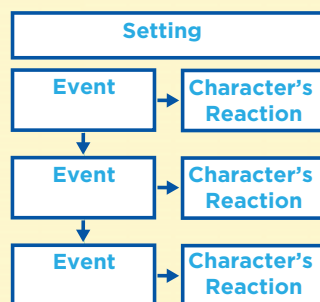 Setting
Event
Character's
Reaction
Event
Character's
Reaction
Event
Character's
Reaction